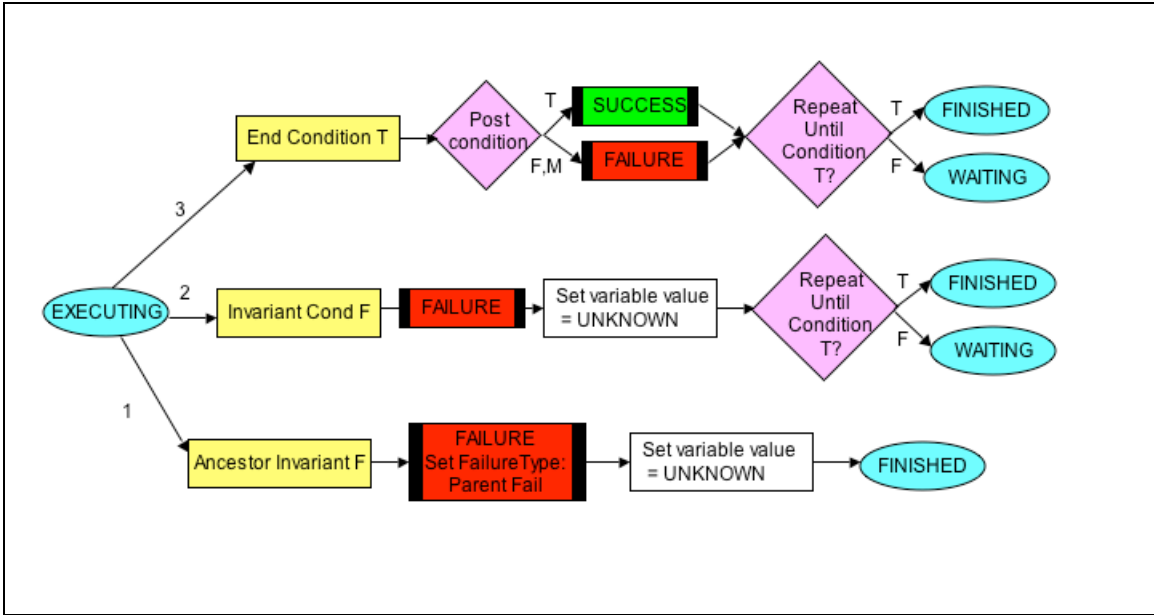 Post
condition
T
SUCCESS
F,M
FAILURE
Repeat
Until
Condition
T?
T
FINISHED
F
WAITING
End Condition T
3
EXECUTING
2
Invariant Cond F
FAILURE
Set variable value
= UNKNOWN
Repeat
Until
Condition
T?
T
FINISHED
F
WAITING
1
Ancestor Invariant F
FAILURE
Set FailureType:
Parent Fail
Set variable value
= UNKNOWN
FINISHED